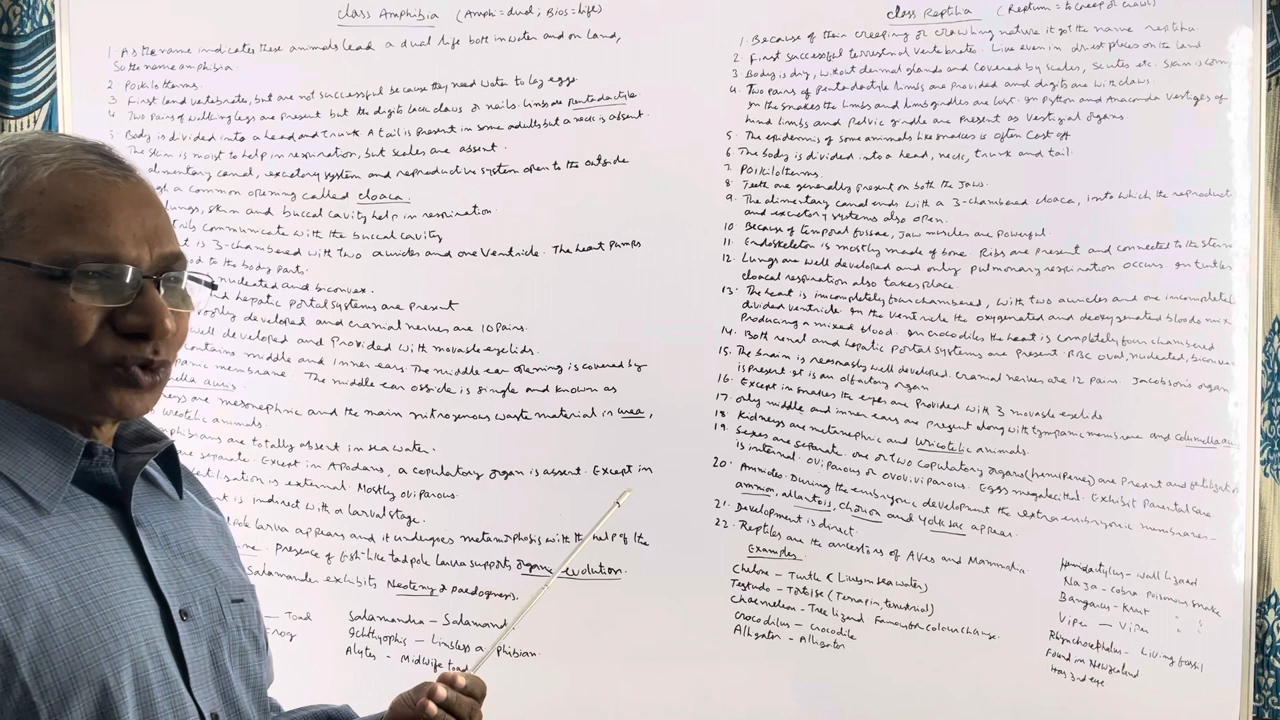 class Amphibia (Amphi = dual ; Bios = life)
1. As the name indicates these animals lead a dual life both in water and on land,
So the name amphibia.
2 Poikilotherms.
3 First land vertebrate, but are not successful because they need water to lay eggs.
4 Two pairs of walking legs are present but the digits lack claws or nails. Limbs are pentadactyle
5. Body is divided into a head and trunk A tail is present in some adults but a neck is absent.
The skin is moist to help in respiration, but scales are absent.
alimentary canal, excretory system and reproductive system open to the outside
a common opening called cloaca.
lungs, skin and buccal cavity help in respiration.
communicate with the buccal cavity
is 3-chambered with two auricles and one Ventricle. The heart pumps
to the body parts.
nucleated and biconvex.
hepatic portal systems are present
poorly developed and cranial nerves are 10 Pairs.
well developed and Provided with movable eyelids.
contains middle and inner ears. The middle ear opening is covered by
membrane. The middle ear ossicle is single and known as
auris.
are mesonephric and the main nitrogenous waste material is urea,
ureotelic animals.
are totally absent in sea water.
are separate. Except in Apodans, a copulatory organ is absent. Except in
is external. Mostly oviparous.
is indirect with a larval stage.
larva appears and it undergoes metamorphosis with the help of the
Presence of fish-like tadpole larva supports organic evolution.
Salamander exhibits Neotomy & paedogenesis.
— Toad
Salamandra — Salamand
Ichthyophis — Limbless a phibian.
Alytes — Midwife toad
class Reptilia (Reptum = to creep or crawl)
1. Because of their creeping or crawling nature it got the name reptilia.
2. First successful terrestrial vertebrates. Live even in driest places on the land
3 Body is dry, without dermal glands and covered by scales, scutes etc. Skin is
4. Two pairs of pentadactyle limbs are provided and digits are with claws.
In the snakes the limbs and limb girdles are lost. In Python and Anaconda vestiges of
hind limbs and pelvic girdle are present as vestigial organs.
5. The epidermis of some animals like snakes is often cast off
6. The body is divided into a head, neck, trunk and tail.
7. Poikilotherms.
8. Teeth are generally present on both the Jaws.
9. The alimentary canal ends with a 3-chambered cloaca, into which the reproduct
and excretory systems also open.
10 Because of temporal fossae, Jaw muscles are Powerful.
11. Endoskeleton is mostly made of bone. Ribs are present and connected to the Stern
12. Lungs are well developed and only pulmonary respiration occurs. In turtles
cloacal respiration also takes place.
13. The heart is incompletely four chambered, with two auricles and one incomplete
divided ventricle. In the ventricle the oxygenated and deoxygenated bloods mix
Producing a mixed blood. In crocodiles the heart is completely four chambered
14. Both renal and hepatic portal systems are present. RBC oval, nucleated, biconvex
15. The brain is reasonably well developed. Cranial nerves are 12 Pairs. Jacobson's organ
is present. It is an olfactory organ
16. Except in snakes the eyes are Provided with 3 movable eyelids
17. only middle and inner ears are present along with tympanic membrane and columella auris
18. Kidneys are metanephric and Uricotelic animals.
19. Sexes are separate. one or two copulatory organs (hemipenes) are Present and fertilization
is internal. Oviparous or ovoviviparous. Eggs megalecithal. Exhibit Parental care.
20. Amniotes. During the embryonic development the extra embryonic membranes-
amnion, allantois, chorion and Yolk sac appear.
21. Development is direct.
22. Reptiles are the ancestors of Aves and Mammalia.
Examples
Chelone — Turtle (Lives in sea water)
Testudo — Tortoise (Terrapin, terrestrial)
Chameleon — Tree lizard Famous for colour change.
Crocodilus — Crocodile
Alligator — Alligator
Hemidactylus — Wall lizard
Naja — cobra Poisonous snake
Bangarus — Krait " "
Viper — Viper " "
Rhynchophalus — Living fossil
Found in New Zealand
Has 3rd eye